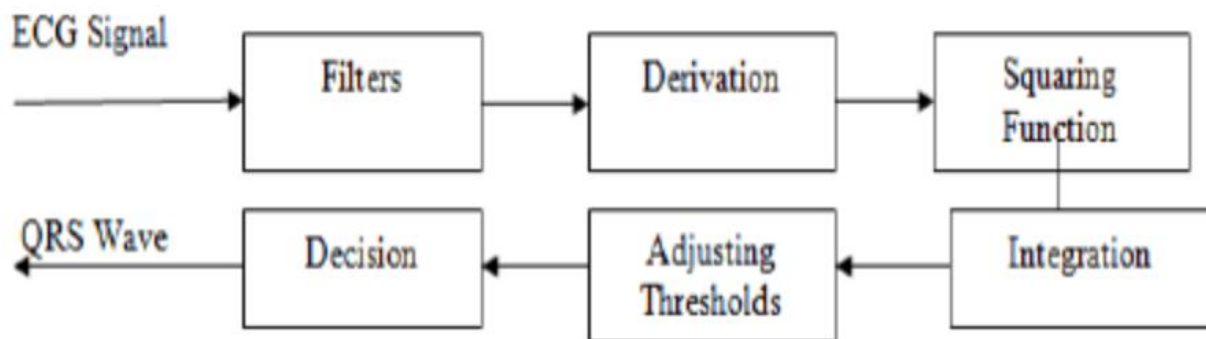 ECG Signal
Filters
Derivation
Squaring
Function
QRS Wave
Decision
Adjusting
Thresholds
Integration